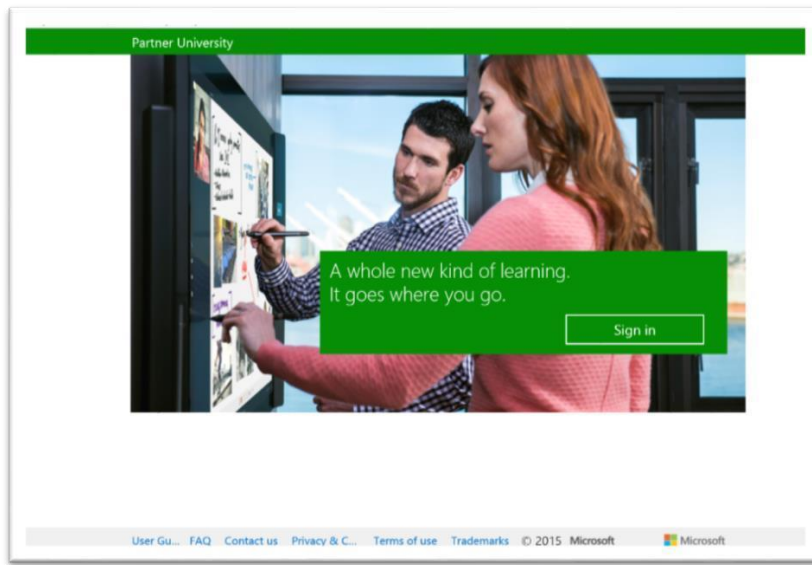 Partner University
A whole new kind of learning.
It goes where you go.
Sign in
User Gu... FAQ Contact us Privacy & C... Terms of use Trademarks © 2015 Microsoft Microsoft